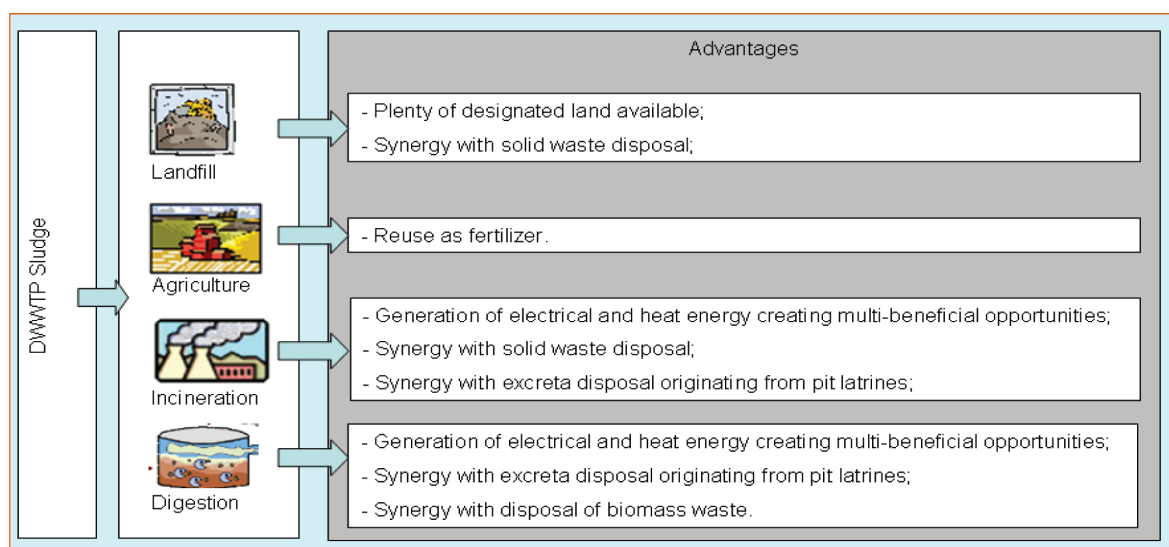 DWWTP Sludge
Landfill
Agriculture
Incineration
Digestion
Advantages
- Plenty of designated land available;
- Synergy with solid waste disposal;
- Reuse as fertilizer.
- Generation of electrical and heat energy creating multi-beneficial opportunities;
- Synergy with solid waste disposal;
- Synergy with excreta disposal originating from pit latrines;
- Generation of electrical and heat energy creating multi-beneficial opportunities;
- Synergy with excreta disposal originating from pit latrines;
- Synergy with disposal of biomass waste.